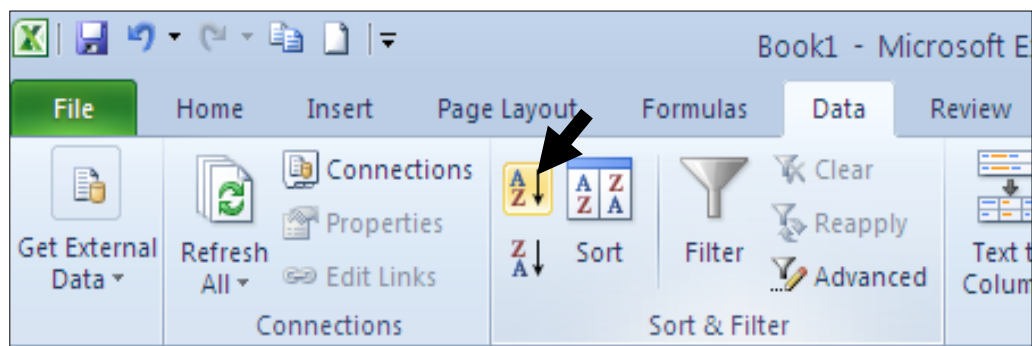 Book1 - Microsoft E
File Home Insert Page Layout Formulas Data Review
Get External Data
Refresh All
Connections
Properties
Edit Links
Connections
A Z
Z A
A Z Z A
Sort
Filter
Clear
Reapply
Advanced
Sort & Filter
Text t
Colum